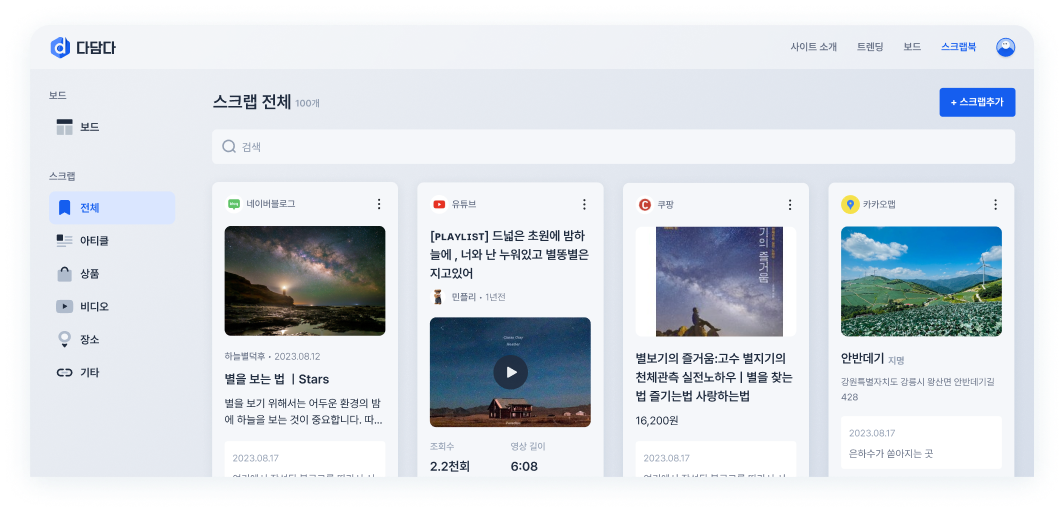 다담다
사이트 소개
트렌딩
보드
스크랩북
보드
보드
스크랩
전체
아티클
상품
비디오
장소
기타
스크랩 전체 100개
+ 스크랩추가
검색
네이버블로그
하늘별덕후 • 2023.08.12
별을 보는 법 ㅣStars
별을 보기 위해서는 어두운 환경의 밤
에 하늘을 보는 것이 중요합니다. 따...
2023.08.17
유튜브
[PLAYLIST] 드넓은 초원에 밤하
늘에 , 너와 난 누워있고 별똥별은
지고있어
민플리 • 1년전
조회수
2.2천회
영상 길이
6:08
쿠팡
기의 즐거움
별보기의 즐거움:고수 별지기의
천체관측 실전노하우 | 별을 찾는
법 즐기는법 사랑하는법
16,200원
2023.08.17
카카오맵
안반데기 지명
강원특별자치도 강릉시 왕산면 안반데기길
428
2023.08.17
은하수가 쏟아지는 곳